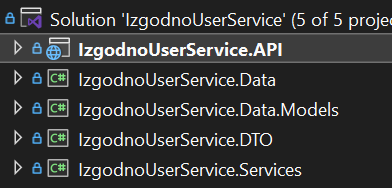 Solution 'IzgodnoUserService' (5 of 5 proje
IzgodnoUserService.API
C# IzgodnoUserService.Data
C# IzgodnoUserService.Data.Models
C# IzgodnoUserService.DTO
C# IzgodnoUserService.Services